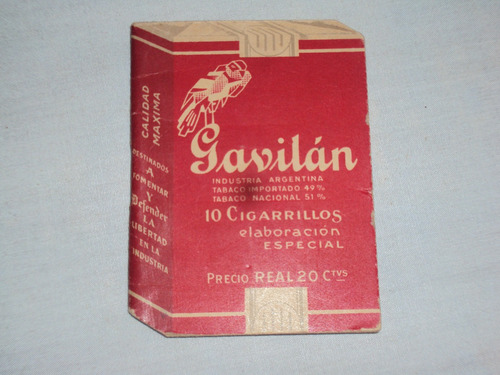 CALIDAD
MAXIMA
DESTINADOS
A
FOMENTAR
Y
Defender
LA
LIBERTAD
EN LA
INDUSTRIA
Gavilán
INDUSTRIA ARGENTINA
TABACO IMPORTADO 49%
TABACO NACIONAL 51%
10 CIGARRILLOS
elaboración
ESPECIAL
PRECIO REAL 20 CTVS